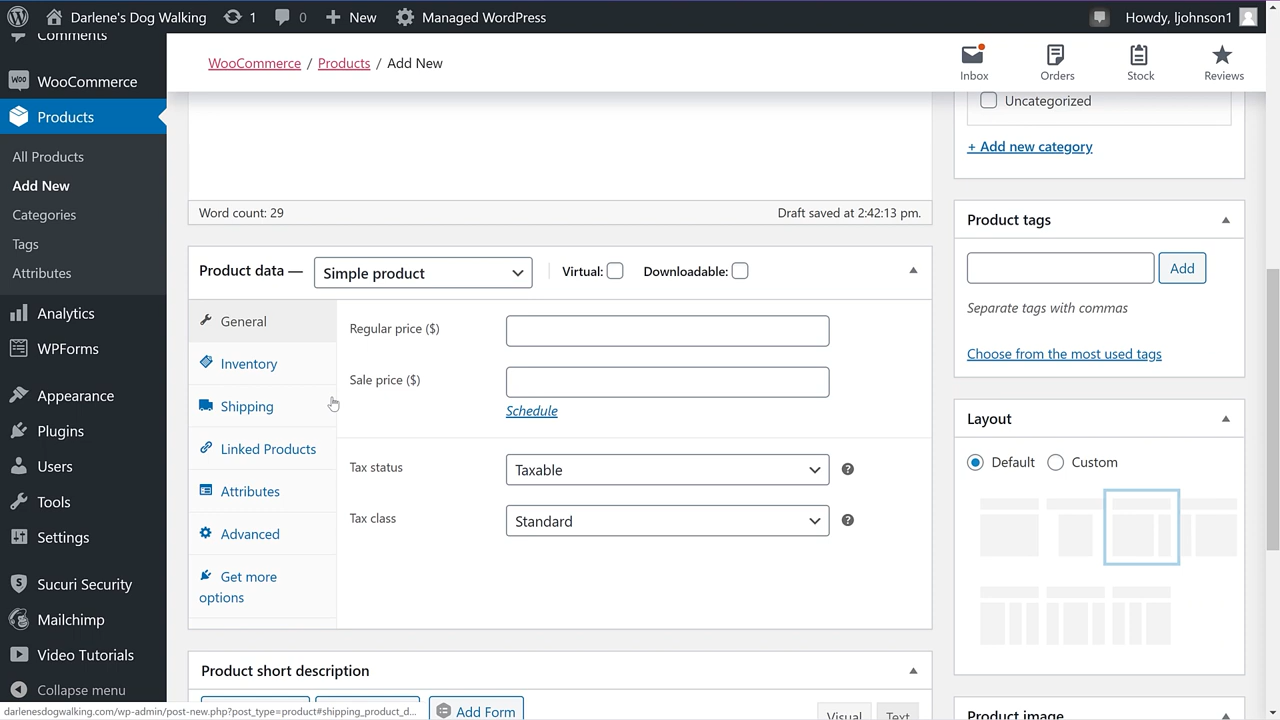 Darlene's Dog Walking 1 0 New Managed WordPress Howdy, ljohnson1
Comments
WooCommerce
Products
All Products
Add New
Categories
Tags
Attributes
Analytics
WPForms
Appearance
Plugins
Users
Tools
Settings
Sucuri Security
Mailchimp
Video Tutorials
Collapse menu
WooCommerce / Products / Add New
Inbox Orders Stock Reviews
Word count: 29 Draft saved at 2:42:13 pm.
Product data — Simple product Virtual: Downloadable:
General
Inventory
Shipping
Linked Products
Attributes
Advanced
Get more
options
Regular price ($)
Sale price ($)
Schedule
Tax status Taxable ?
Tax class Standard ?
Product short description
Add Form
Visual Text
Uncategorized
+ Add new category
Product tags
Add
Separate tags with commas
Choose from the most used tags
Layout
Default Custom
Product image
darlenesdogwalking.com/wp-admin/post-new.php?post_type=product#shipping_product_d...